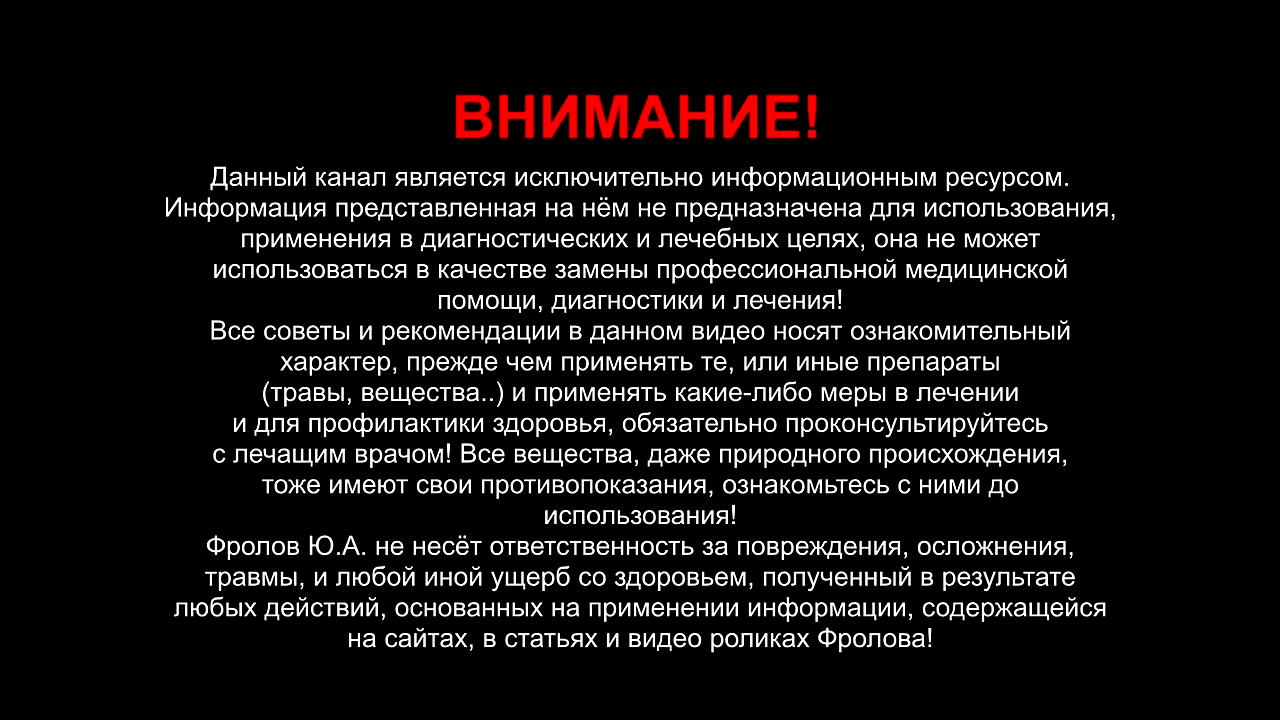 ВНИМАНИЕ!
Данный канал является исключительно информационным ресурсом.
Информация представленная на нём не предназначена для использования,
применения в диагностических и лечебных целях, она не может
использоваться в качестве замены профессиональной медицинской
помощи, диагностики и лечения!
Все советы и рекомендации в данном видео носят ознакомительный
характер, прежде чем применять те, или иные препараты
(травы, вещества..) и применять какие-либо меры в лечении
и для профилактики здоровья, обязательно проконсультируйтесь
с лечащим врачом! Все вещества, даже природного происхождения,
тоже имеют свои противопоказания, ознакомьтесь с ними до
использования!
Фролов Ю.А. не несёт ответственность за повреждения, осложнения,
травмы, и любой иной ущерб со здоровьем, полученный в результате
любых действий, основанных на применении информации, содержащейся
на сайтах, в статьях и видео роликах Фролова!